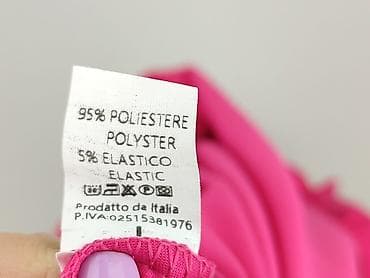 95% POLIESTERE
POLYSTER
5% ELASTICO
ELASTIC
Prodotto da Italia
P.IVA:02515381976